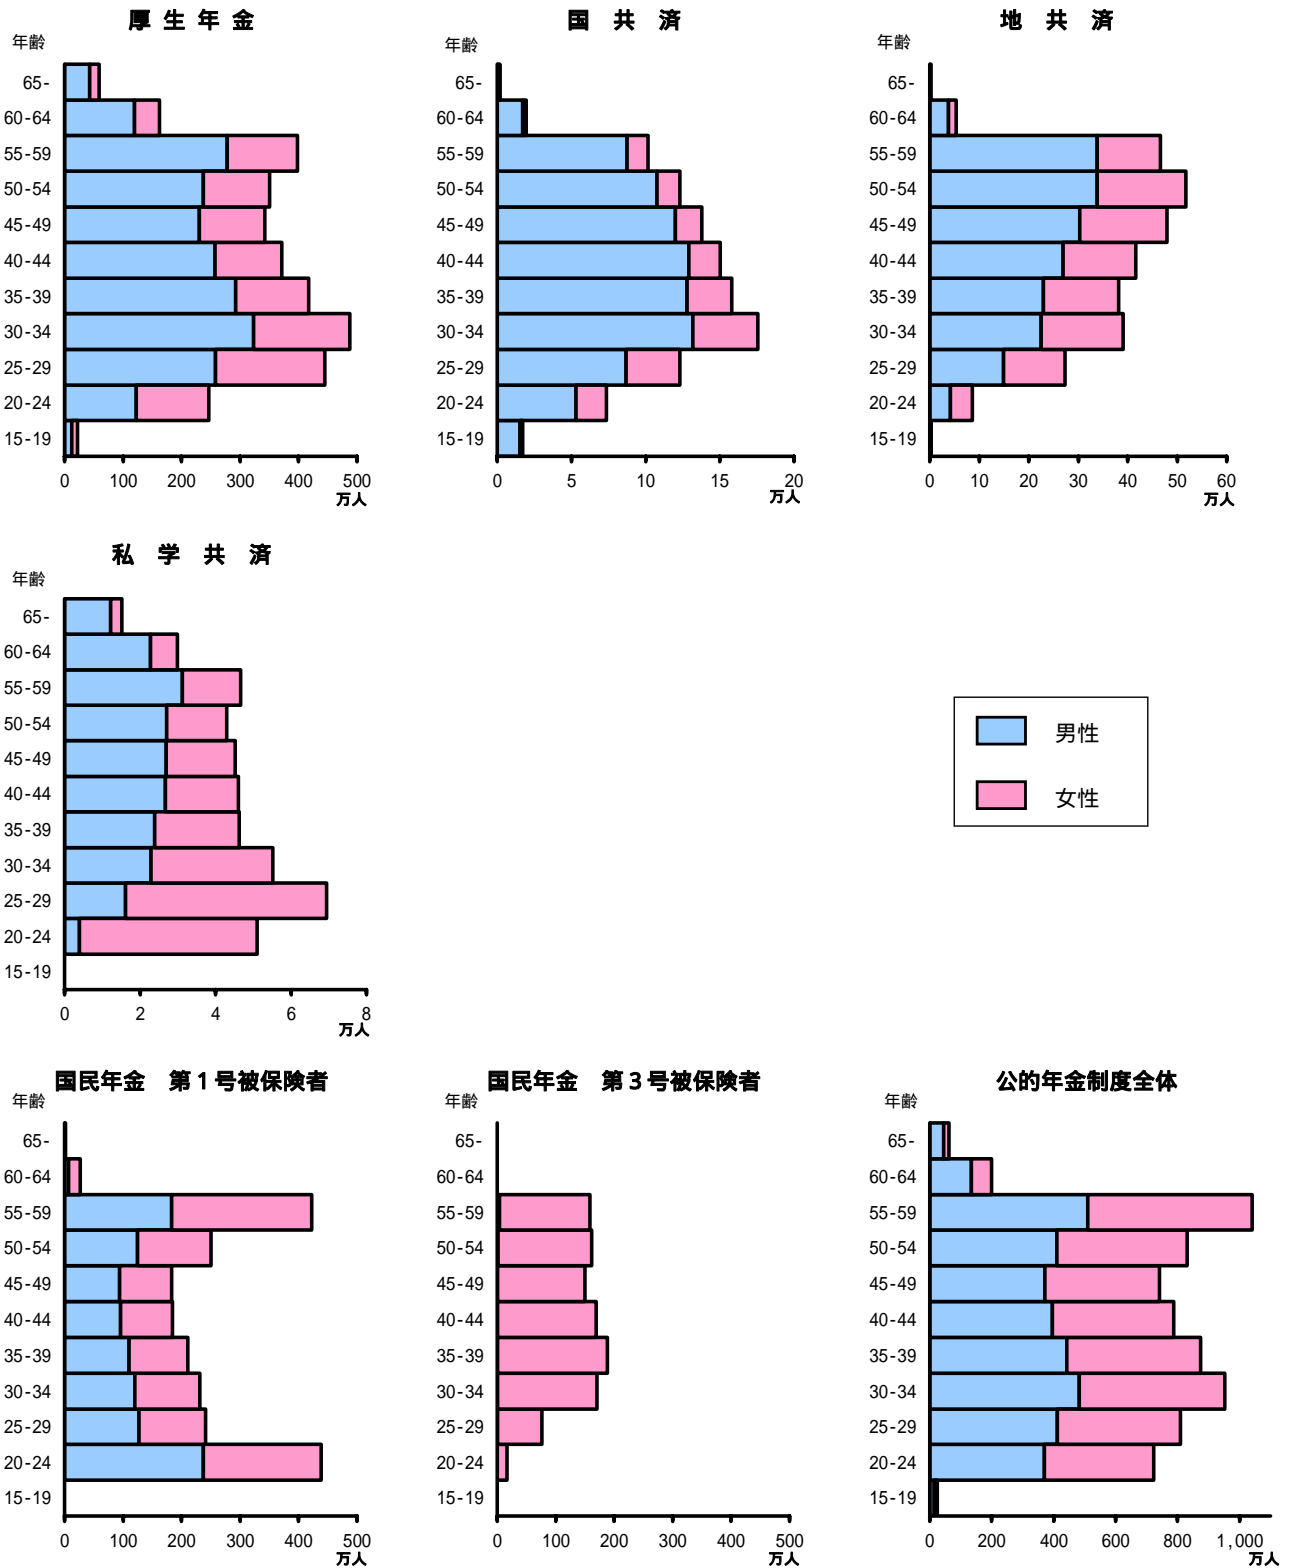 厚生年金
年齢
65-
60-64
55-59
50-54
45-49
40-44
35-39
30-34
25-29
20-24
15-19
0 100 200 300 400 500
万人
国 共 済
年齢
65-
60-64
55-59
50-54
45-49
40-44
35-39
30-34
25-29
20-24
15-19
0 5 10 15 20
万人
地 共 済
年齢
65-
60-64
55-59
50-54
45-49
40-44
35-39
30-34
25-29
20-24
15-19
0 10 20 30 40 50 60
万人
私 学 共 済
年齢
65-
60-64
55-59
50-54
45-49
40-44
35-39
30-34
25-29
20-24
15-19
0 2 4 6 8
万人
男性
女性
国民年金 第1号被保険者
年齢
65-
60-64
55-59
50-54
45-49
40-44
35-39
30-34
25-29
20-24
15-19
0 100 200 300 400 500
万人
国民年金 第3号被保険者
年齢
65-
60-64
55-59
50-54
45-49
40-44
35-39
30-34
25-29
20-24
15-19
0 100 200 300 400 500
万人
公的年金制度全体
年齢
65-
60-64
55-59
50-54
45-49
40-44
35-39
30-34
25-29
20-24
15-19
0 200 400 600 800 1,000
万人